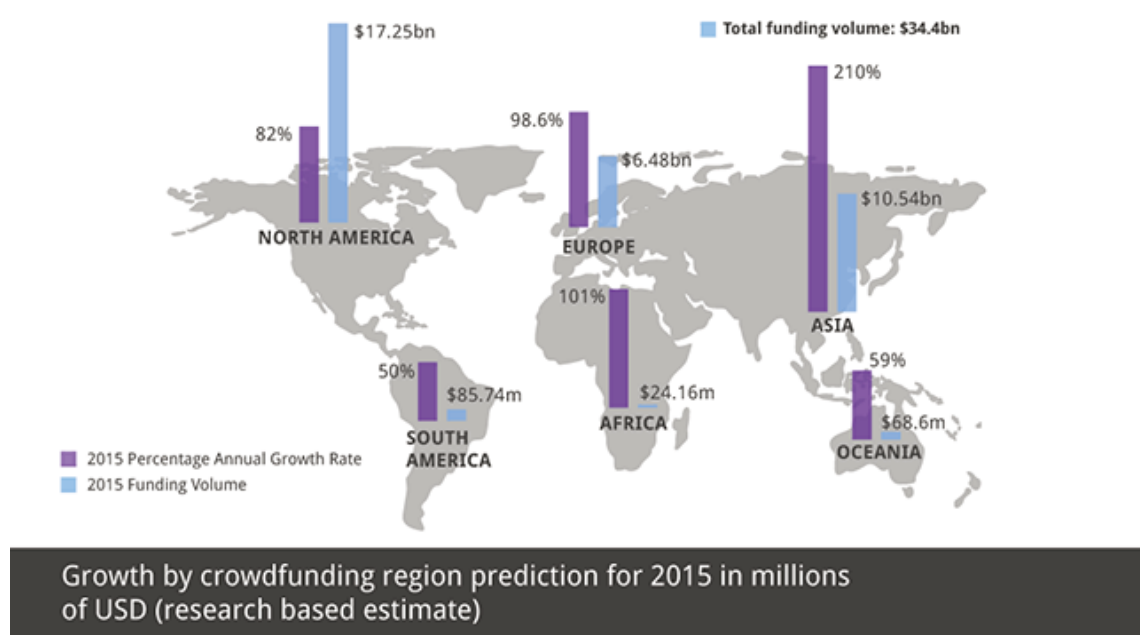 $17.25bn
Total funding volume: $34.4bn
82%
NORTH AMERICA
98.6%
$6.48bn
EUROPE
210%
$10.54bn
ASIA
50%
$85.74m
SOUTH
AMERICA
101%
$24.16m
AFRICA
59%
$68.6m
OCEANIA
2015 Percentage Annual Growth Rate
2015 Funding Volume
Growth by crowdfunding region prediction for 2015 in millions
of USD (research based estimate)